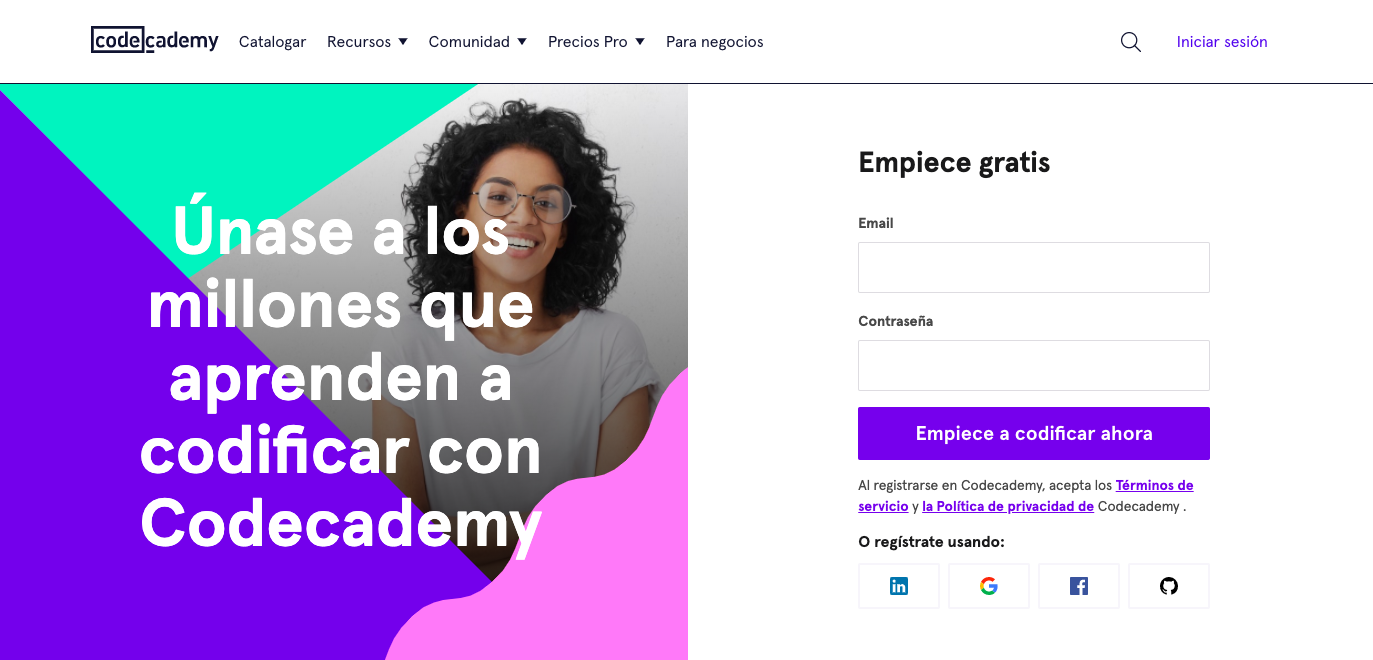 codecademy
Catalogar
Recursos
Comunidad
Precios Pro
Para negocios
Iniciar sesión
Únase a los
millones que
aprenden a
codificar con
Codecademy
Empiece gratis
Email
Contraseña
Empiece a codificar ahora
Al registrarse en Codecademy, acepta los Términos de
servicio y la Política de privacidad de Codecademy .
O regístrate usando: